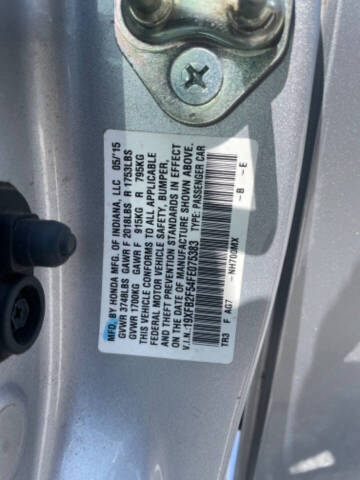 MFD. BY HONDA MFG. OF INDIANA, LLC 05/'15
GVWR 3748LBS GAWR F 2018LBS R 1753LBS
GVWR 1700KG GAWR F 915KG R 795KG
THIS VEHICLE CONFORMS TO ALL APPLICABLE
FEDERAL MOTOR VEHICLE SAFETY, BUMPER,
AND THEFT PREVENTION STANDARDS IN EFFECT
ON THE DATE OF MANUFACTURE SHOWN ABOVE.
V.I.N.:19XFB2F54FE075383 TYPE: PASSENGER CAR
TR3 F AG7 -NH700MX -B -E